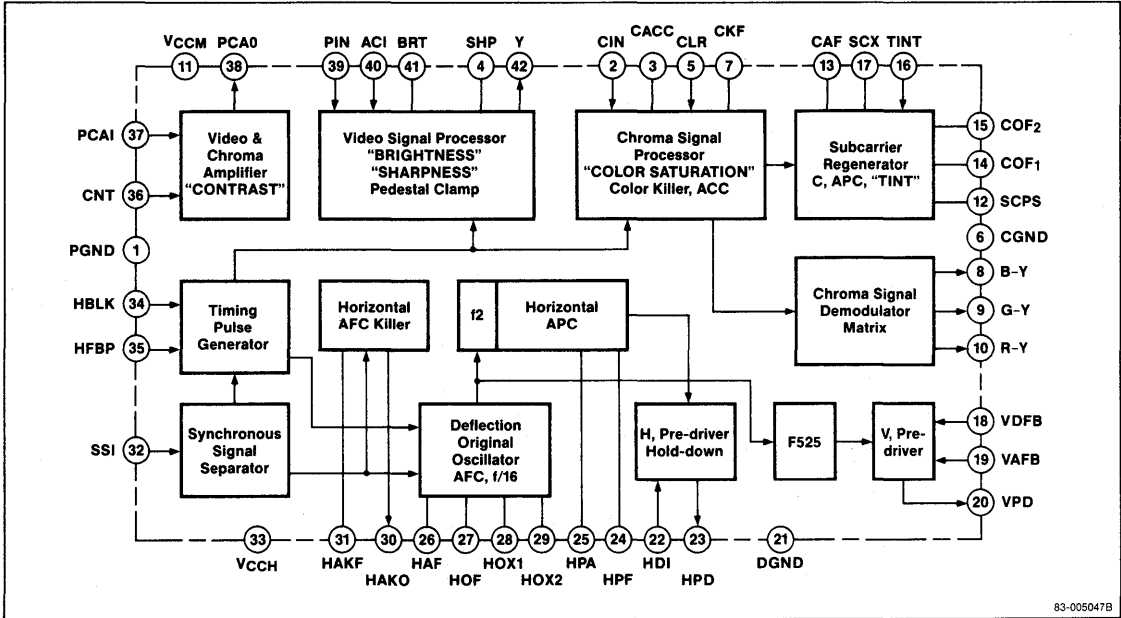 VCCM PCA0 PIN ACI BRT SHP Y CIN CACC CLR CKF CAF SCX TINT
11 38 39 40 41 4 42 2 3 5 7 13 17 16
PCAI 37
CNT 36
Video &
Chroma
Amplifier
“CONTRAST”
Video Signal Processor
“BRIGHTNESS”
“SHARPNESS”
Pedestal Clamp
Chroma Signal
Processor
“COLOR SATURATION”
Color Killer, ACC
Subcarrier
Regenerator
C, APC, “TINT”
15 COF2
14 COF1
12 SCPS
PGND 1
6 CGND
HBLK 34
HFBP 35
Timing
Pulse
Generator
Horizontal
AFC Killer
f2
Horizontal
APC
Chroma Signal
Demodulator
Matrix
8 B–Y
9 G–Y
10 R–Y
SSI 32
Synchronous
Signal
Separator
Deflection
Original
Oscillator
AFC, f/16
H, Pre-driver
Hold-down
F525
V, Pre-
driver
18 VDFB
19 VAFB
20 VPD
33 31 30 26 27 28 29 25 24 22 23 21
VCCH HAKF HAKO HAF HOF HOX1 HOX2 HPA HPF HDI HPD DGND
83-005047B